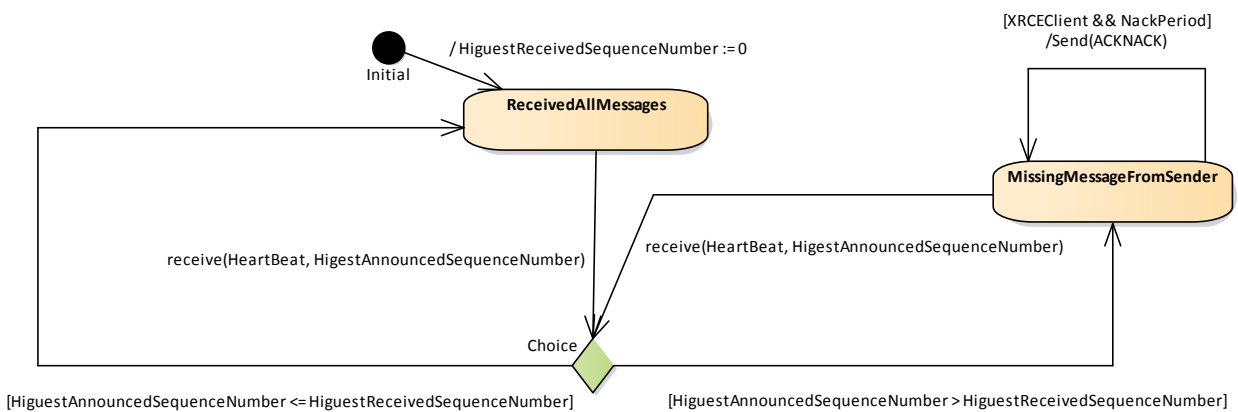 [XRCEClient && NackPeriod]
/Send(ACKNACK)
/ HiguestReceivedSequenceNumber := 0
Initial
ReceivedAllMessages
MissingMessageFromSender
receive(HeartBeat, HigestAnnouncedSequenceNumber)
receive(HeartBeat, HigestAnnouncedSequenceNumber)
Choice
[HiguestAnnouncedSequenceNumber <= HiguestReceivedSequenceNumber]
[HiguestAnnouncedSequenceNumber > HiguestReceivedSequenceNumber]